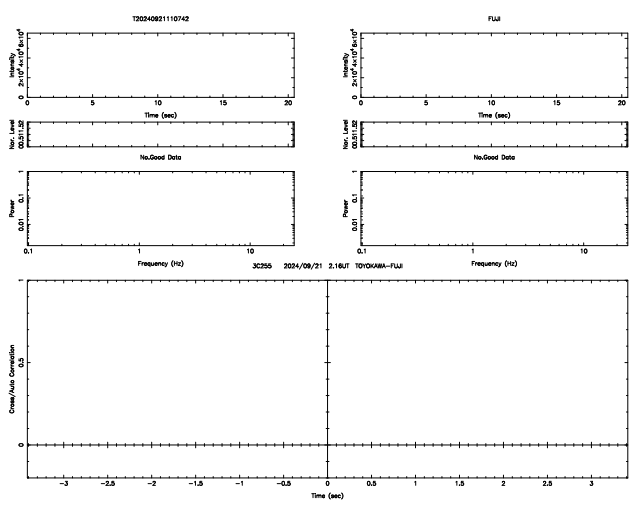 T20240921110742 FUJI
Intensity 0 2×10⁴ 4×10⁴ 6×10⁴
0 5 10 15 20
Time (sec)
Intensity 0 2×10⁴ 4×10⁴ 6×10⁴
0 5 10 15 20
Time (sec)
Nor. Level 00.511.52
Nor. Level 00.511.52
No.Good Data
No.Good Data
Power 0.01 0.1 1
0.1 1 10
Frequency (Hz)
Power 0.01 0.1 1
0.1 1 10
Frequency (Hz)
3C255 2024/09/21 2.16UT TOYOKAWA-FUJI
Cross/Auto Correlation 0 0.5 1
-3 -2.5 -2 -1.5 -1 -0.5 0 0.5 1 1.5 2 2.5 3
Time (sec)